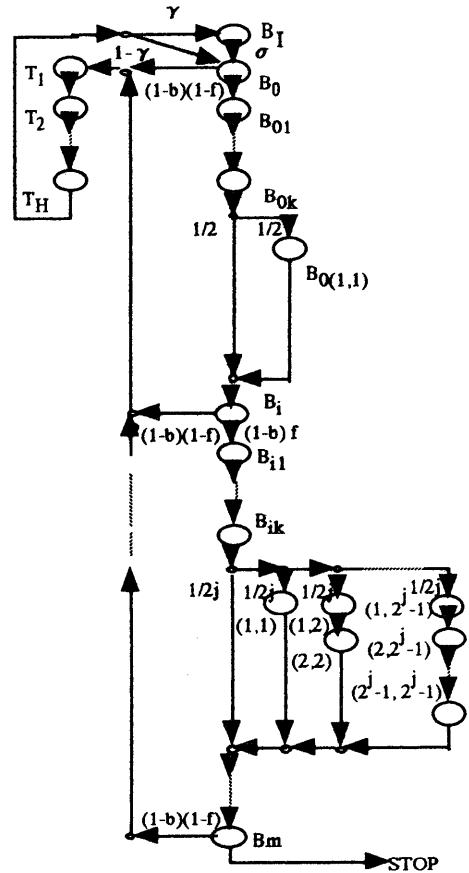 γ
B_I
σ
1-γ
T_1
B_0
(1-b)(1-f)
T_2
B_01
T_H
B_0k
1/2
1/2
B_0(1,1)
B_i
(1-b)(1-f)
(1-b) f
B_i1
B_ik
1/2j
1/2j
1/2j
1/2j
(1,1)
(1,2)
(1, 2^j-1)
(2,2)
(2,2^j-1)
(2^j-1, 2^j-1)
(1-b)(1-f)
Bm
STOP